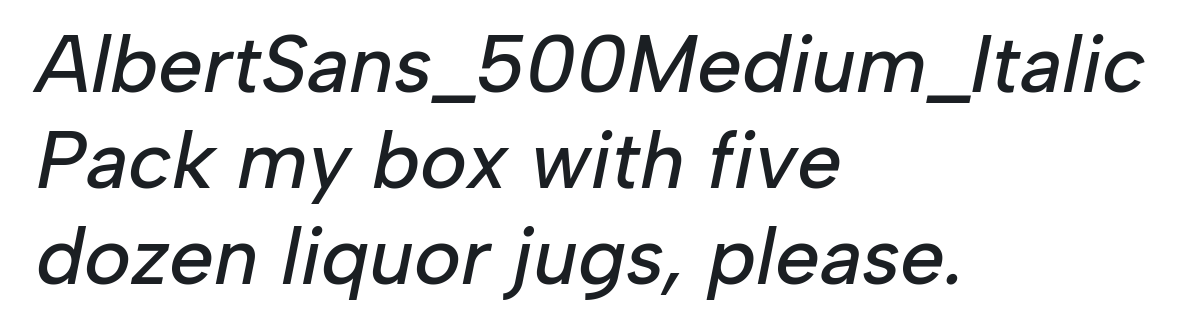 AlbertSans_500Medium_Italic
Pack my box with five
dozen liquor jugs, please.